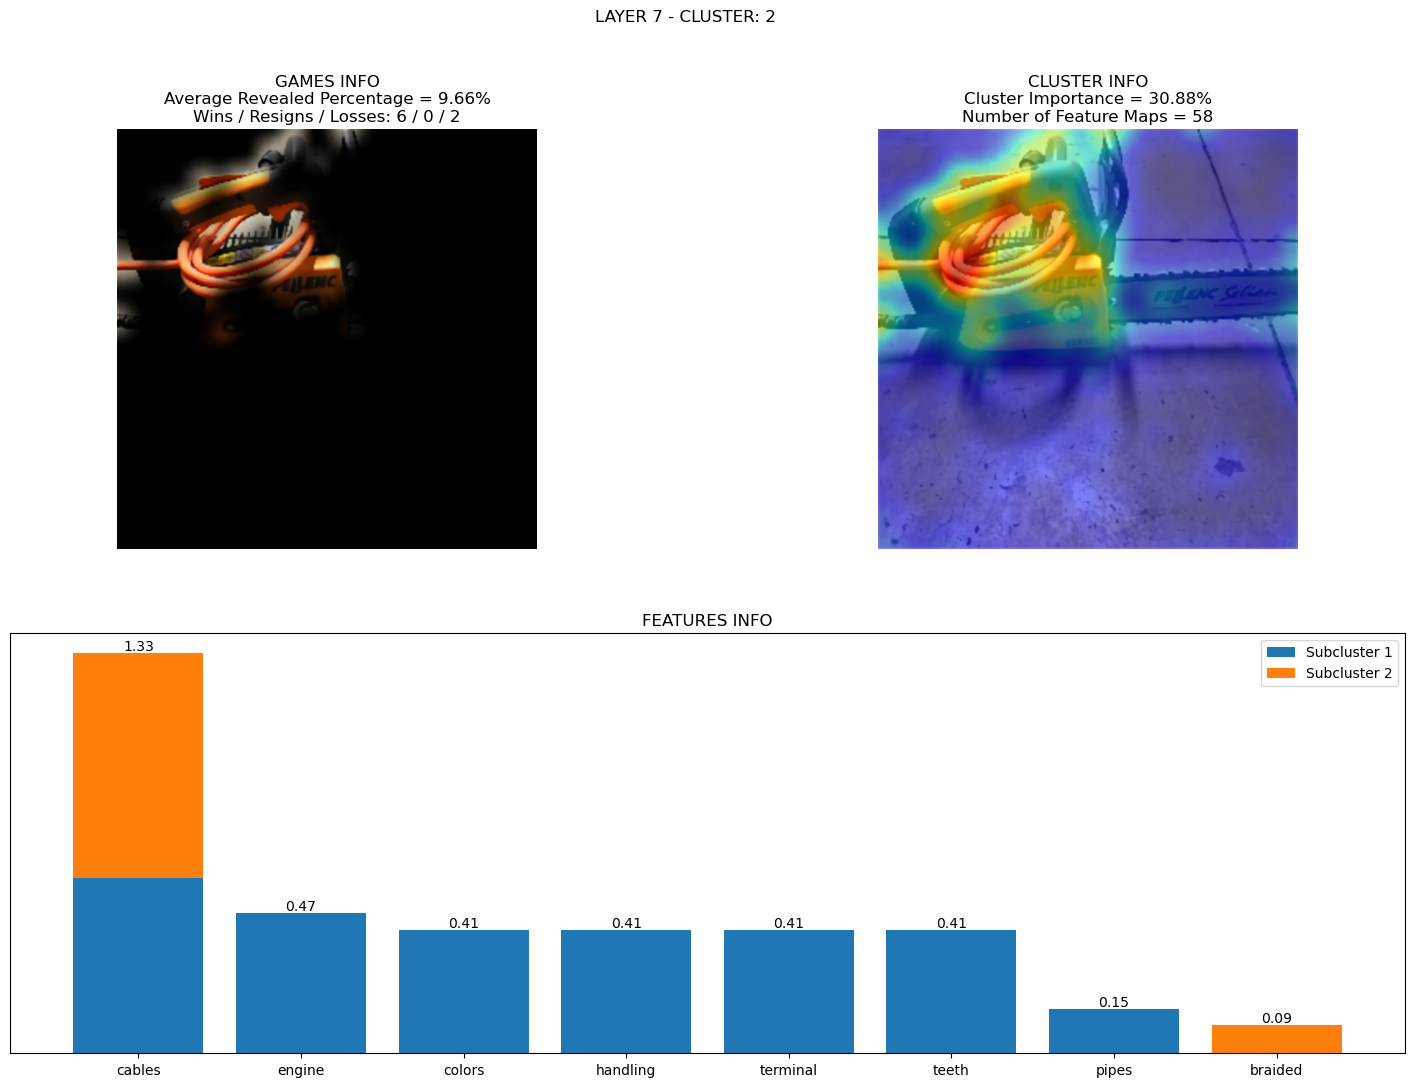 LAYER 7 - CLUSTER: 2
GAMES INFO
Average Revealed Percentage = 9.66%
Wins / Resigns / Losses: 6 / 0 / 2
CLUSTER INFO
Cluster Importance = 30.88%
Number of Feature Maps = 58
PELLENC
PELLENC
PELLENC Selion
FEATURES INFO
Subcluster 1
Subcluster 2
1.33
0.47
0.41
0.41
0.41
0.41
0.15
0.09
cables
engine
colors
handling
terminal
teeth
pipes
braided